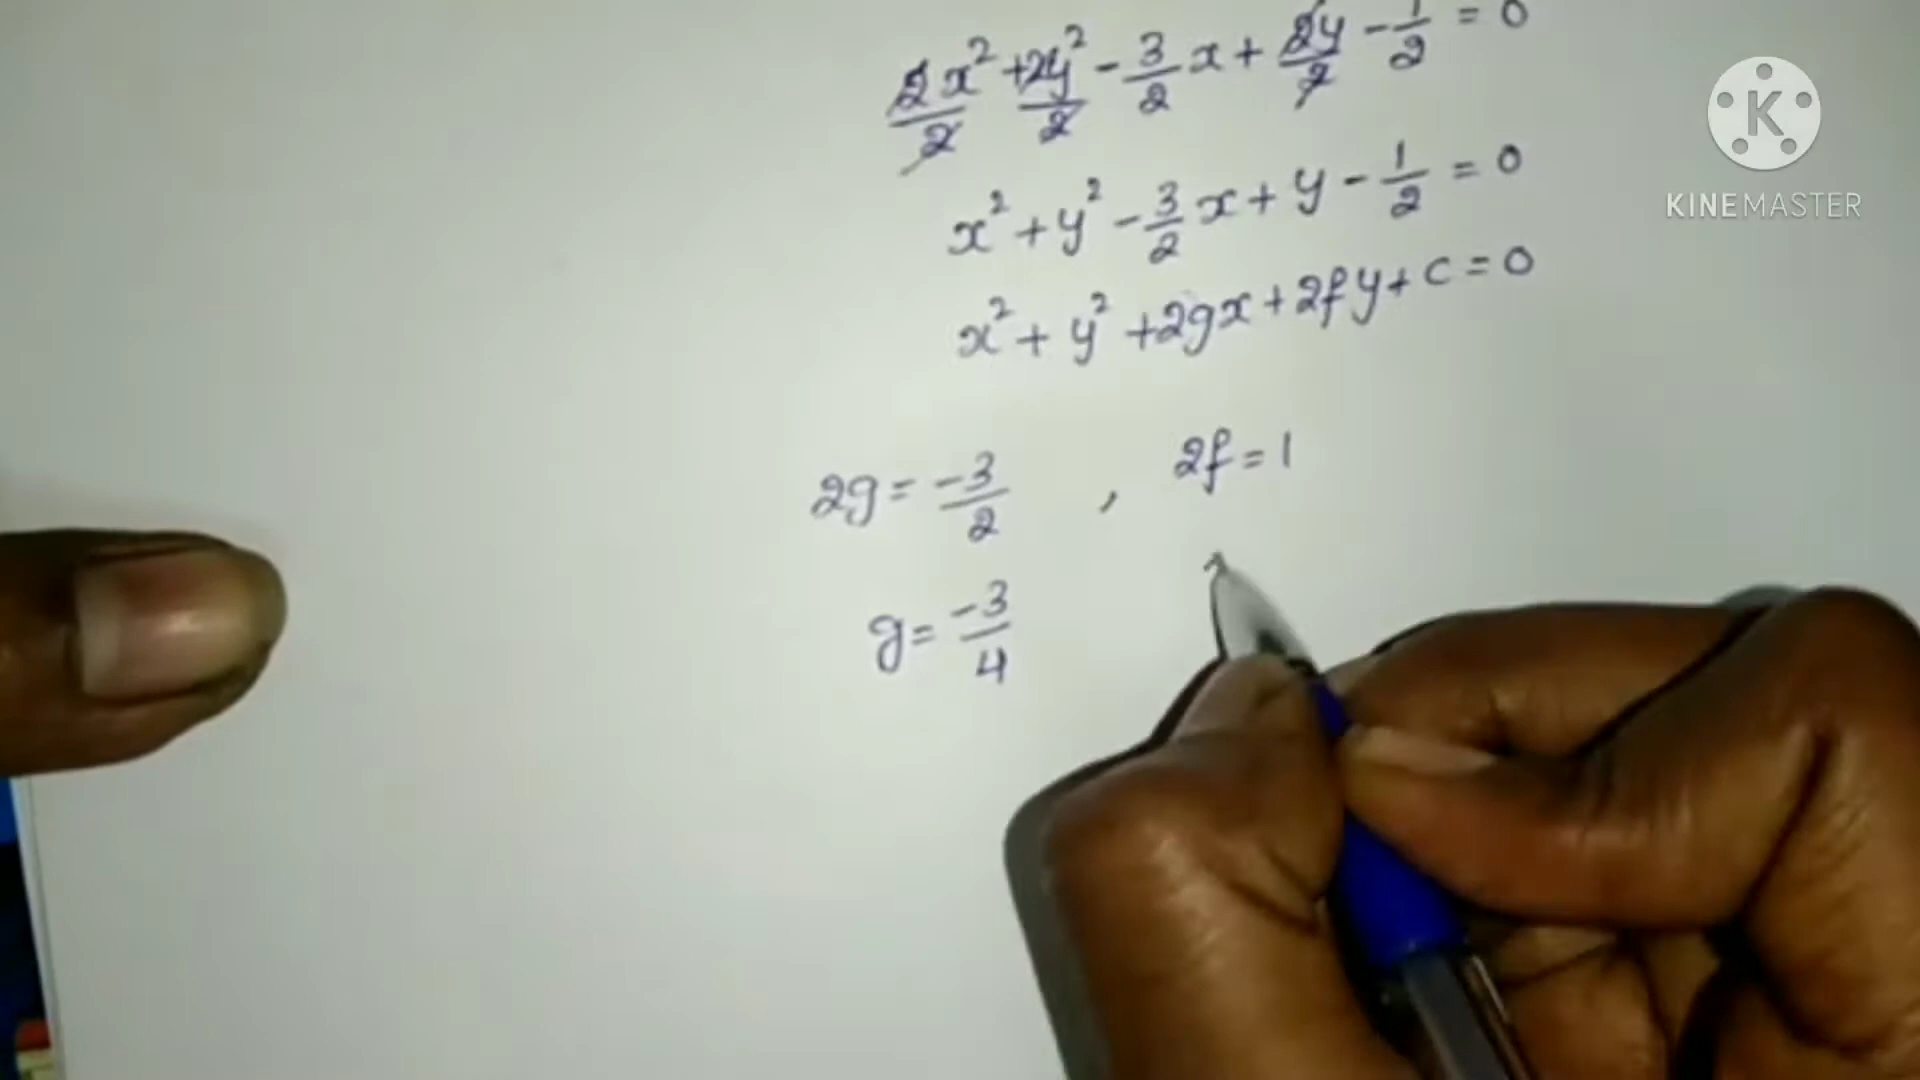 2x²/2 + 2y²/2 - 3/2 x + 2y/2 - 1/2 = 0
x² + y² - 3/2 x + y - 1/2 = 0
x² + y² + 2gx + 2fy + c = 0
2g = -3/2 , 2f = 1
g = -3/4
K
KINEMASTER